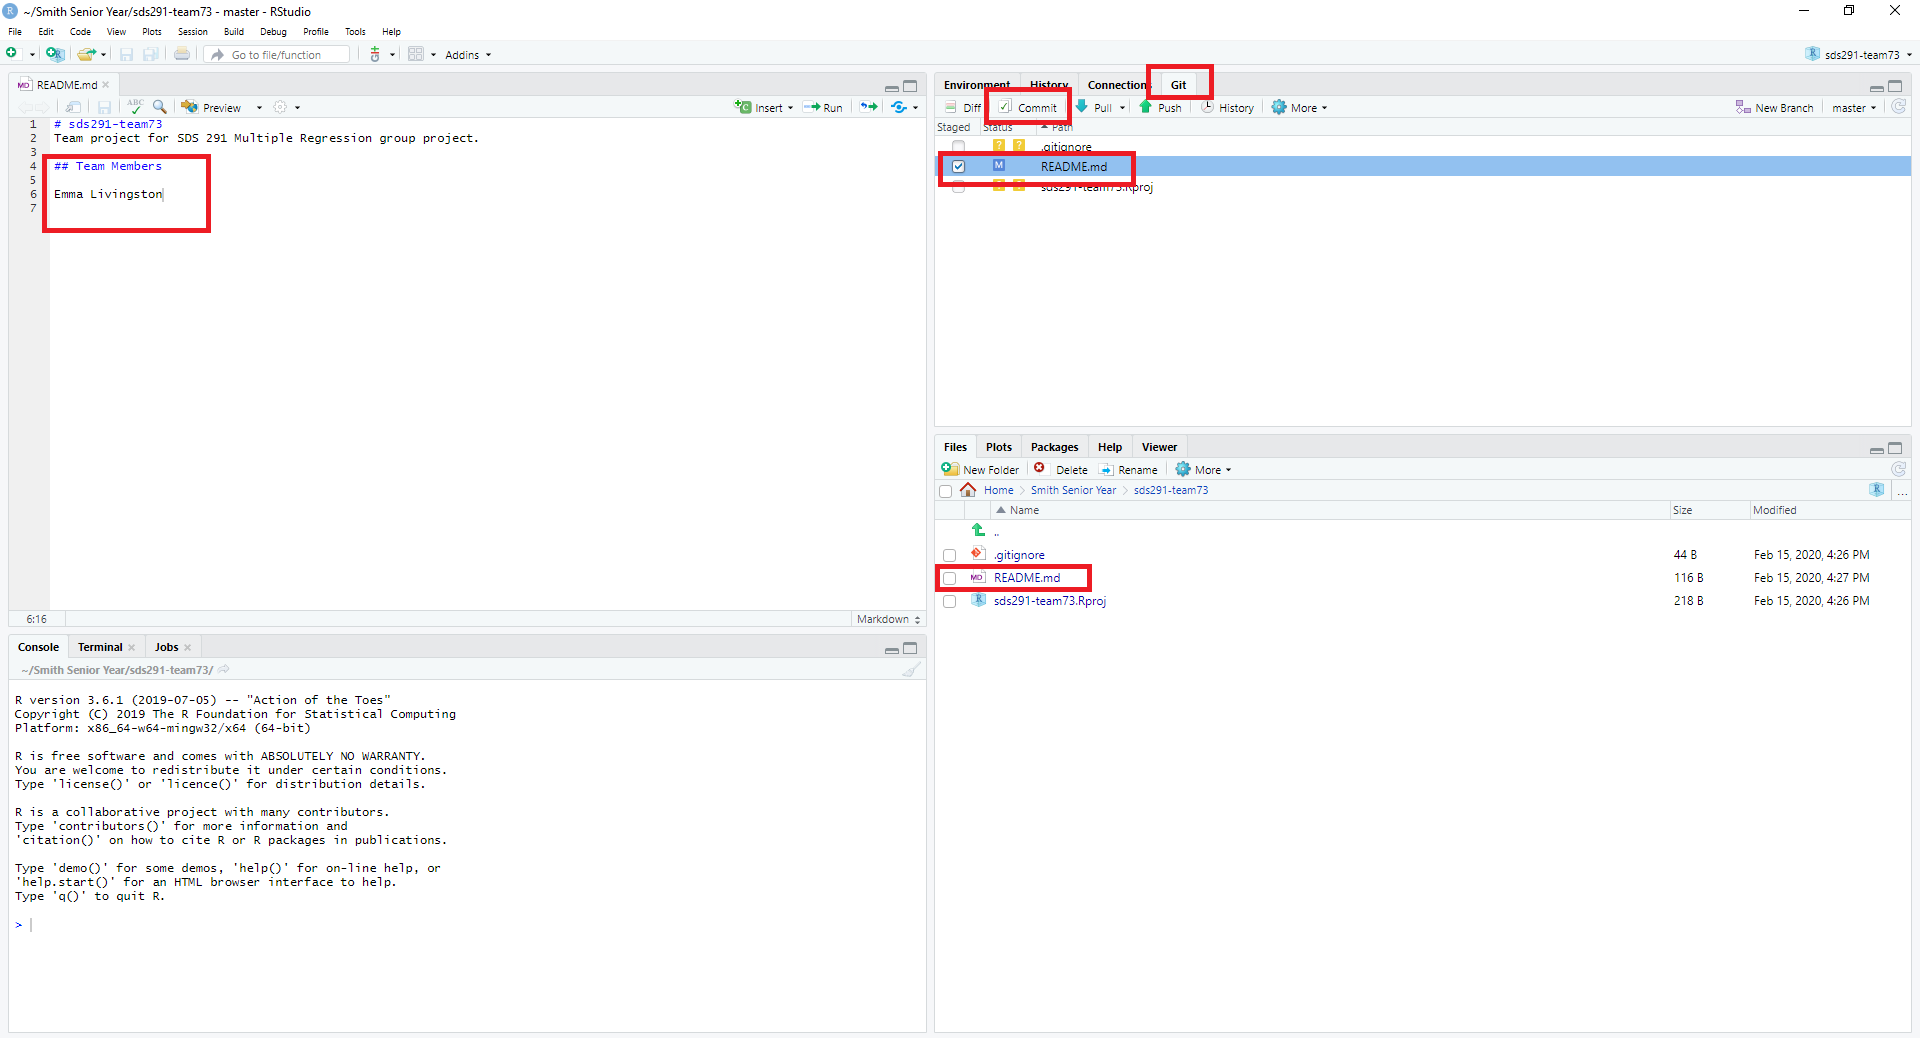 ~/Smith Senior Year/sds291-team73 - master - RStudio
File Edit Code View Plots Session Build Debug Profile Tools Help
Go to file/function Addins sds291-team73
README.md
Preview Insert Run
1 # sds291-team73
2 Team project for SDS 291 Multiple Regression group project.
3
4 ## Team Members
5
6 Emma Livingston
7
6:16 Markdown
Console Terminal Jobs
~/Smith Senior Year/sds291-team73/
R version 3.6.1 (2019-07-05) -- "Action of the Toes"
Copyright (C) 2019 The R Foundation for Statistical Computing
Platform: x86_64-w64-mingw32/x64 (64-bit)
R is free software and comes with ABSOLUTELY NO WARRANTY.
You are welcome to redistribute it under certain conditions.
Type 'license()' or 'licence()' for distribution details.
R is a collaborative project with many contributors.
Type 'contributors()' for more information and
'citation()' on how to cite R or R packages in publications.
Type 'demo()' for some demos, 'help()' for on-line help, or
'help.start()' for an HTML browser interface to help.
Type 'q()' to quit R.
>
Environment History Connections Git
Diff Commit Pull Push History More New Branch master
Staged Status Path
? ? .gitignore
M README.md
? ? sds291-team73.Rproj
Files Plots Packages Help Viewer
New Folder Delete Rename More
Home Smith Senior Year sds291-team73 ...
Name Size Modified
..
.gitignore 44 B Feb 15, 2020, 4:26 PM
MD README.md 116 B Feb 15, 2020, 4:27 PM
sds291-team73.Rproj 218 B Feb 15, 2020, 4:26 PM